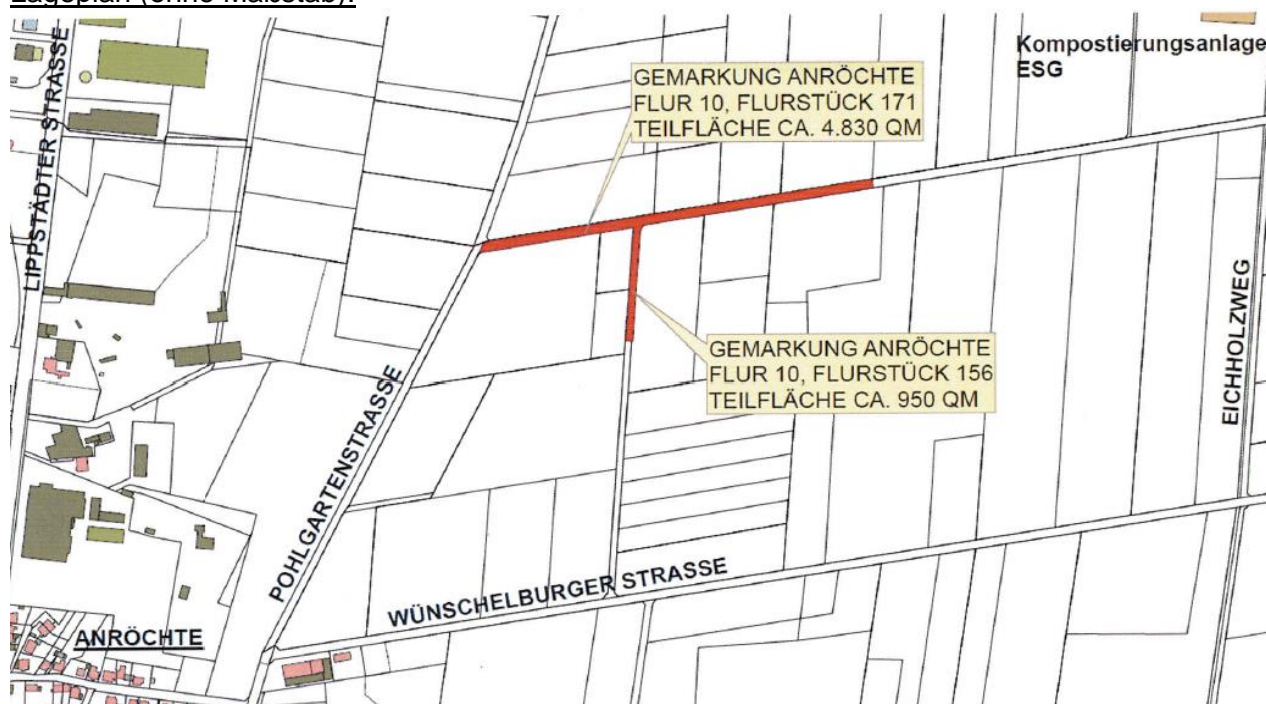 Lageplan (ohne Maßstab):
Kompostierungsanlage
ESG
GEMARKUNG ANRÖCHTE
FLUR 10, FLURSTÜCK 171
TEILFLÄCHE CA. 4.830 QM
LIPPSTÄDTER STRASSE
GEMARKUNG ANRÖCHTE
FLUR 10, FLURSTÜCK 156
TEILFLÄCHE CA. 950 QM
EICHHOLZWEG
POHLGARTENSTRASSE
WÜNSCHELBURGER STRASSE
ANRÖCHTE